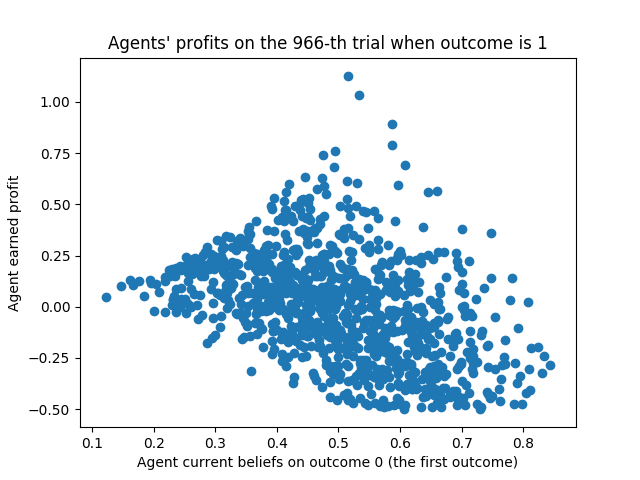 Agents' profits on the 966-th trial when outcome is 1
1.00
0.75
0.50
0.25
0.00
−0.25
−0.50
Agent earned profit
0.1 0.2 0.3 0.4 0.5 0.6 0.7 0.8
Agent current beliefs on outcome 0 (the first outcome)